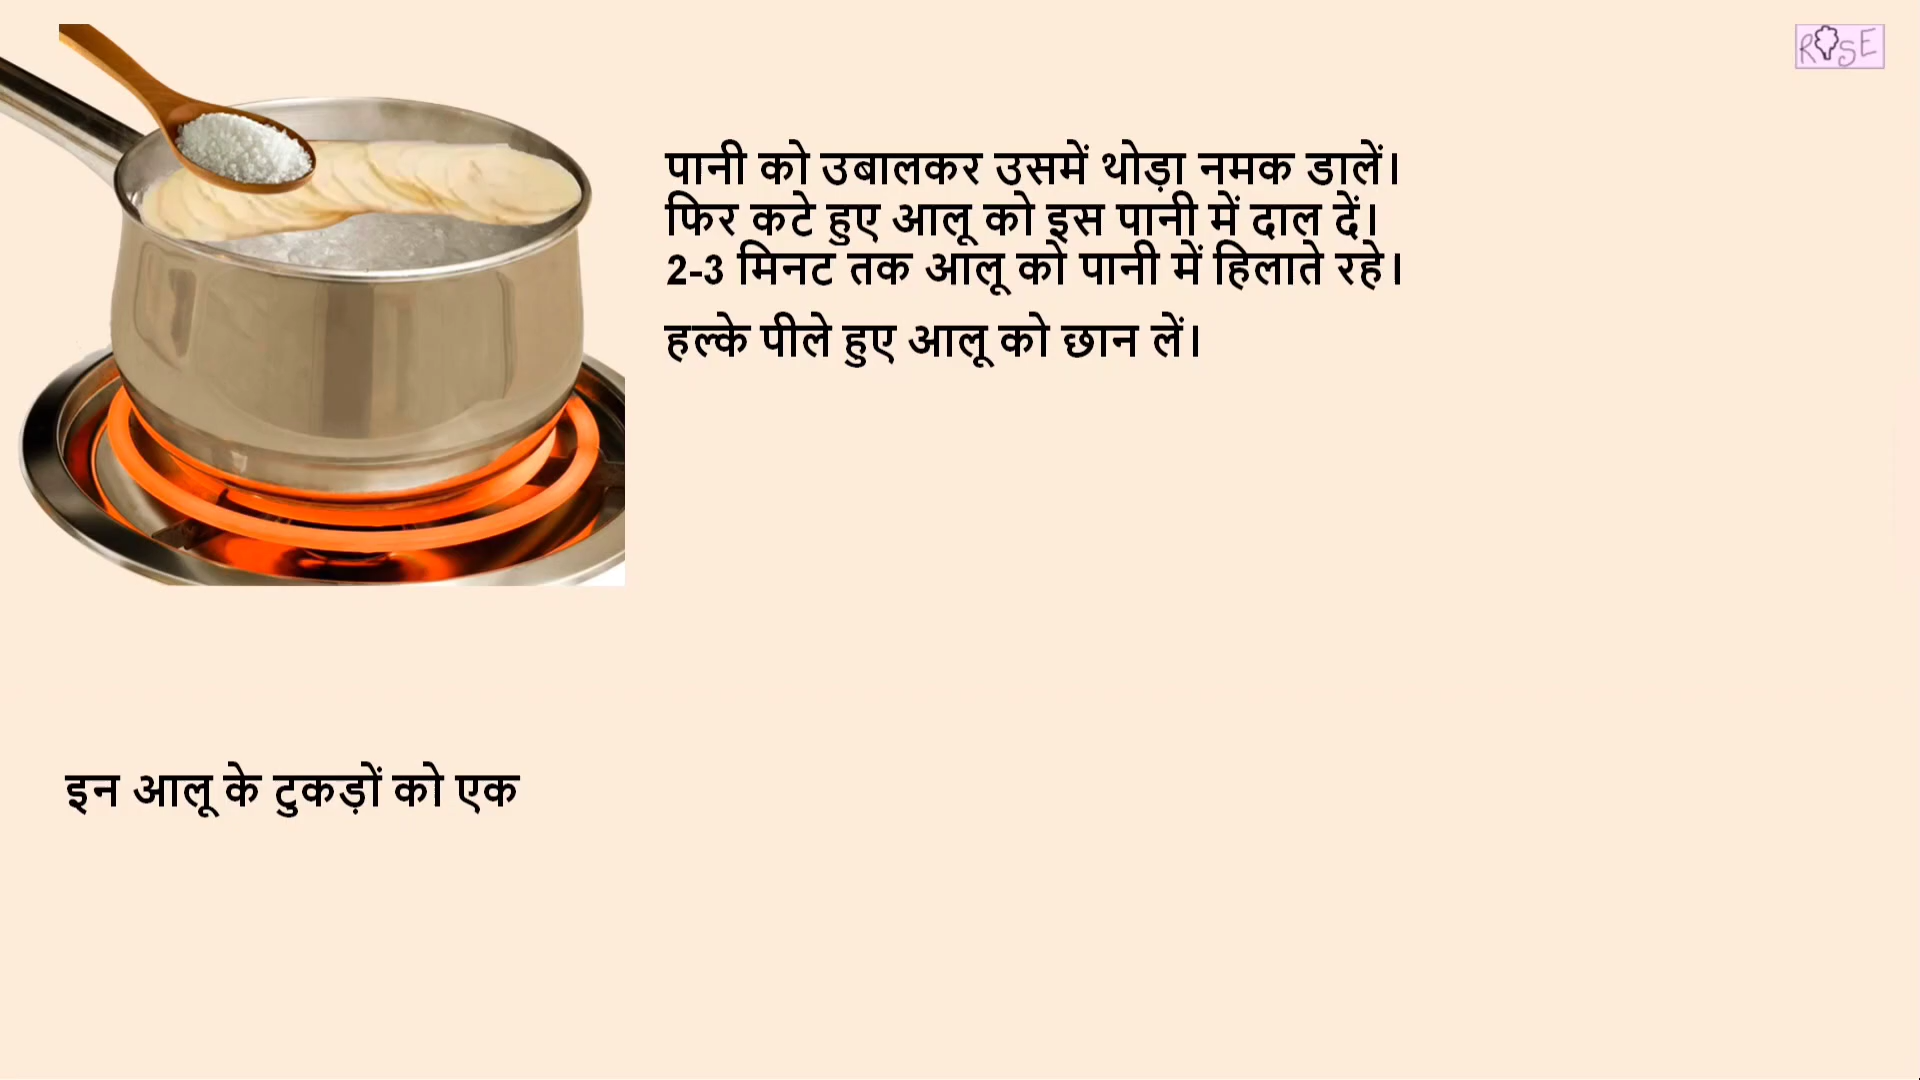 ROSE
पानी को उबालकर उसमें थोड़ा नमक डालें।
फिर कटे हुए आलू को इस पानी में दाल दें।
2-3 मिनट तक आलू को पानी में हिलाते रहे।
हल्के पीले हुए आलू को छान लें।
इन आलू के टुकड़ों को एक